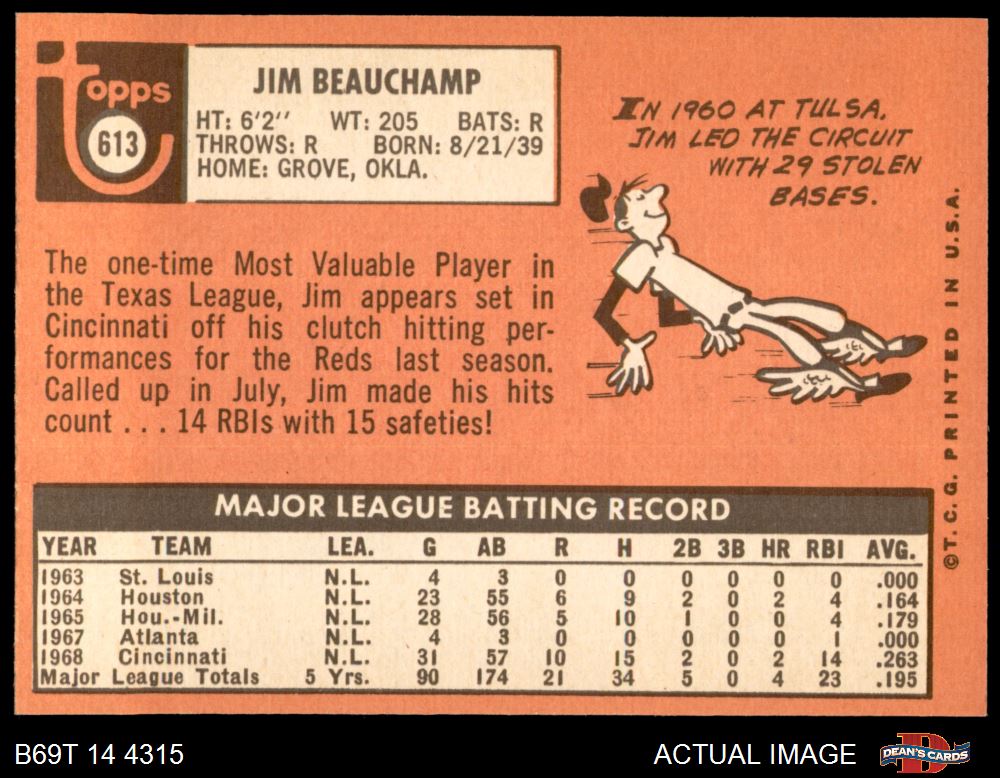 Topps
613
JIM BEAUCHAMP
HT: 6'2" WT: 205 BATS: R
THROWS: R BORN: 8/21/39
HOME: GROVE, OKLA.
IN 1960 AT TULSA,
JIM LED THE CIRCUIT
WITH 29 STOLEN
BASES.
The one-time Most Valuable Player in
the Texas League, Jim appears set in
Cincinnati off his clutch hitting per-
formances for the Reds last season.
Called up in July, Jim made his hits
count . . . 14 RBIs with 15 safeties!
©T. C. G. PRINTED IN U.S.A.
MAJOR LEAGUE BATTING RECORD
YEAR TEAM LEA. G AB R H 2B 3B HR RBI AVG.
1963 St. Louis N.L. 4 3 0 0 0 0 0 0 .000
1964 Houston N.L. 23 55 6 9 2 0 2 4 .164
1965 Hou.-Mil. N.L. 28 56 5 10 1 0 0 4 .179
1967 Atlanta N.L. 4 3 0 0 0 0 0 1 .000
1968 Cincinnati N.L. 31 57 10 15 2 0 2 14 .263
Major League Totals 5 Yrs. 90 174 21 34 5 0 4 23 .195
B69T 14 4315
ACTUAL IMAGE
DEAN'S CARDS